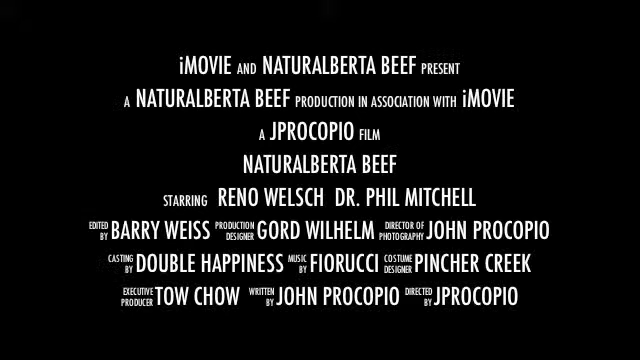 iMOVIE AND NATURALBERTA BEEF PRESENT
A NATURALBERTA BEEF PRODUCTION IN ASSOCIATION WITH iMOVIE
A JPROCOPIO FILM
NATURALBERTA BEEF
STARRING RENO WELSCH DR. PHIL MITCHELL
EDITED BY BARRY WEISS PRODUCTION DESIGNER GORD WILHELM DIRECTOR OF PHOTOGRAPHY JOHN PROCOPIO
CASTING BY DOUBLE HAPPINESS MUSIC BY FIORUCCI COSTUME DESIGNER PINCHER CREEK
EXECUTIVE PRODUCER TOW CHOW WRITTEN BY JOHN PROCOPIO DIRECTED BY JPROCOPIO